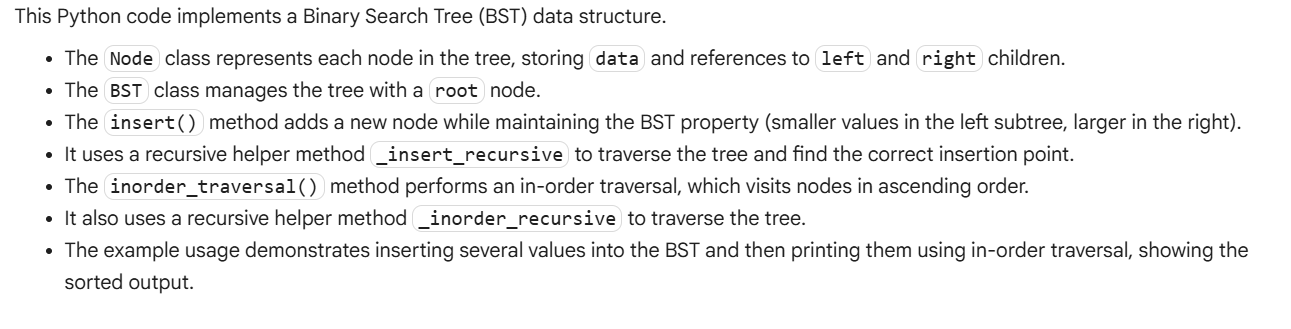 This Python code implements a Binary Search Tree (BST) data structure.
• The Node class represents each node in the tree, storing data and references to left and right children.
• The BST class manages the tree with a root node.
• The insert() method adds a new node while maintaining the BST property (smaller values in the left subtree, larger in the right).
• It uses a recursive helper method _insert_recursive to traverse the tree and find the correct insertion point.
• The inorder_traversal() method performs an in-order traversal, which visits nodes in ascending order.
• It also uses a recursive helper method _inorder_recursive to traverse the tree.
• The example usage demonstrates inserting several values into the BST and then printing them using in-order traversal, showing the
sorted output.